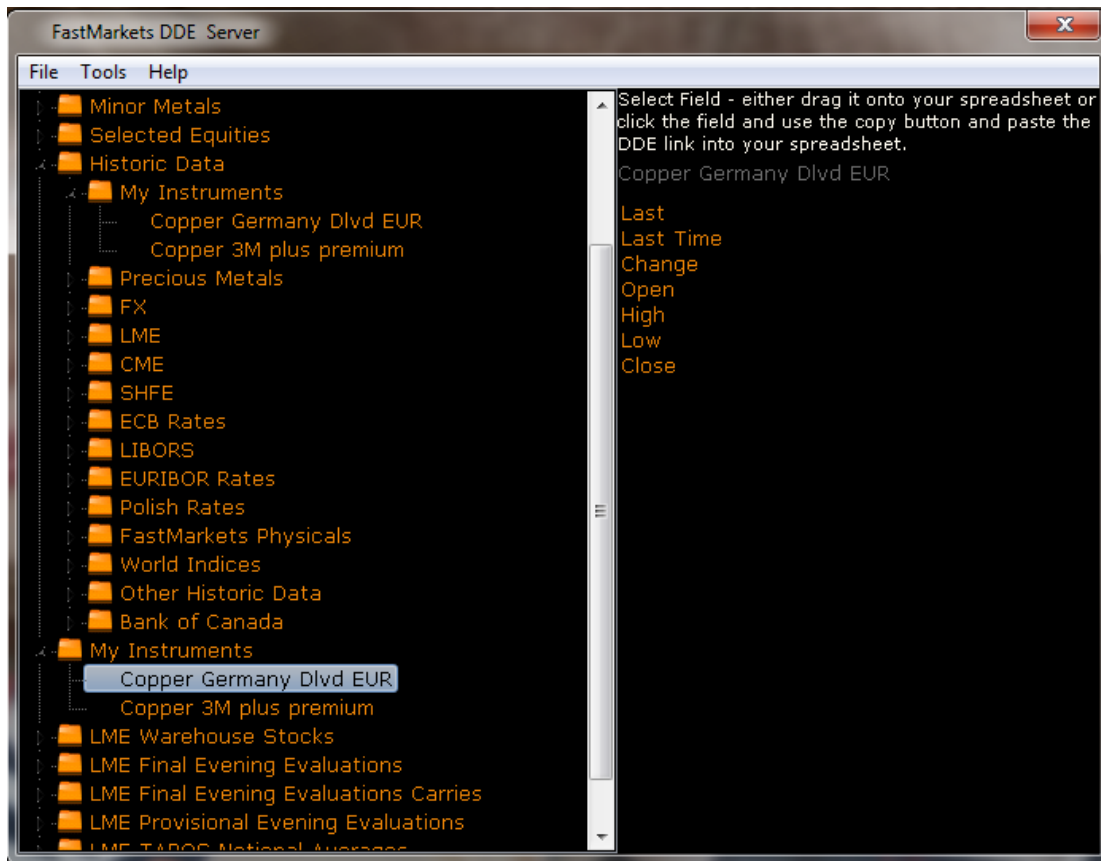 FastMarkets DDE Server
File Tools Help
Minor Metals
Selected Equities
Historic Data
My Instruments
Copper Germany Dlvd EUR
Copper 3M plus premium
Precious Metals
FX
LME
CME
SHFE
ECB Rates
LIBORS
EURIBOR Rates
Polish Rates
FastMarkets Physicals
World Indices
Other Historic Data
Bank of Canada
My Instruments
Copper Germany Dlvd EUR
Copper 3M plus premium
LME Warehouse Stocks
LME Final Evening Evaluations
LME Final Evening Evaluations Carries
LME Provisional Evening Evaluations
LME TAPOS Notional Averages
Select Field - either drag it onto your spreadsheet or
click the field and use the copy button and paste the
DDE link into your spreadsheet.
Copper Germany Dlvd EUR
Last
Last Time
Change
Open
High
Low
Close